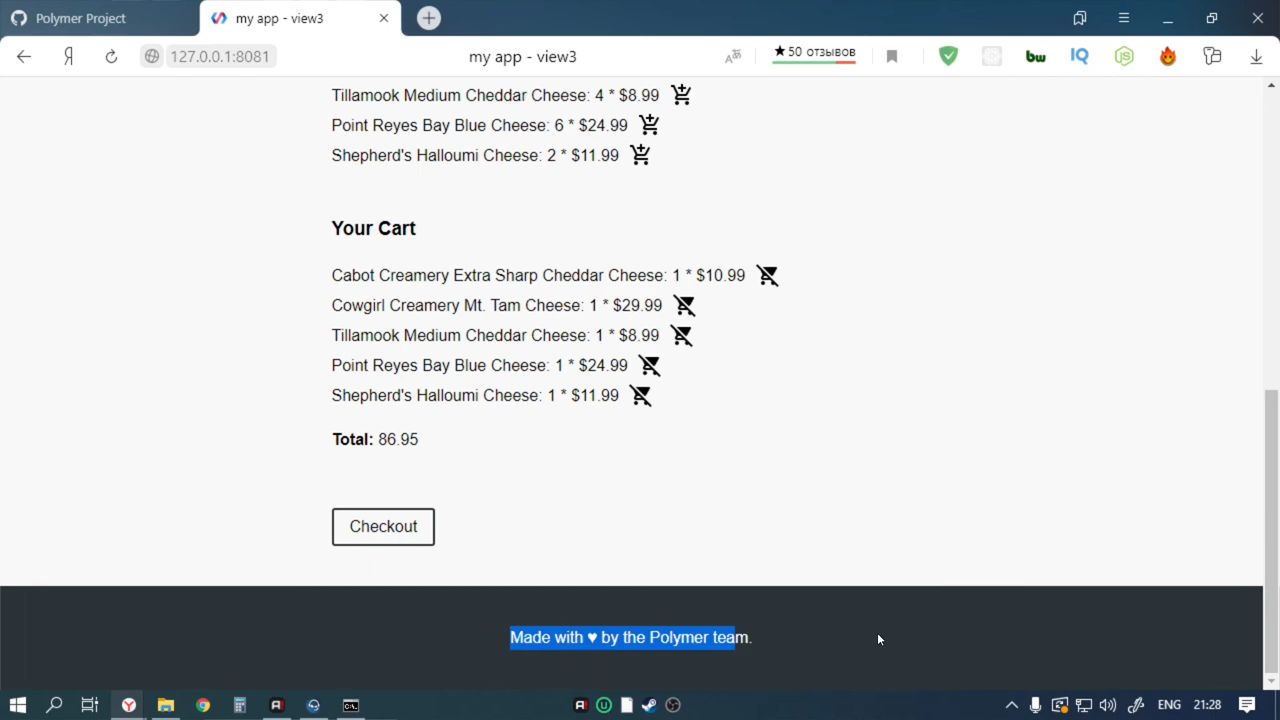 Polymer Project
my app - view3
Я
127.0.0.1:8081
my app - view3
★50 отзывов
bw
IQ
JS
Tillamook Medium Cheddar Cheese: 4 * $8.99
Point Reyes Bay Blue Cheese: 6 * $24.99
Shepherd's Halloumi Cheese: 2 * $11.99
Your Cart
Cabot Creamery Extra Sharp Cheddar Cheese: 1 * $10.99
Cowgirl Creamery Mt. Tam Cheese: 1 * $29.99
Tillamook Medium Cheddar Cheese: 1 * $8.99
Point Reyes Bay Blue Cheese: 1 * $24.99
Shepherd's Halloumi Cheese: 1 * $11.99
Total: 86.95
Checkout
Made with ♥ by the Polymer team.
ENG
21:28